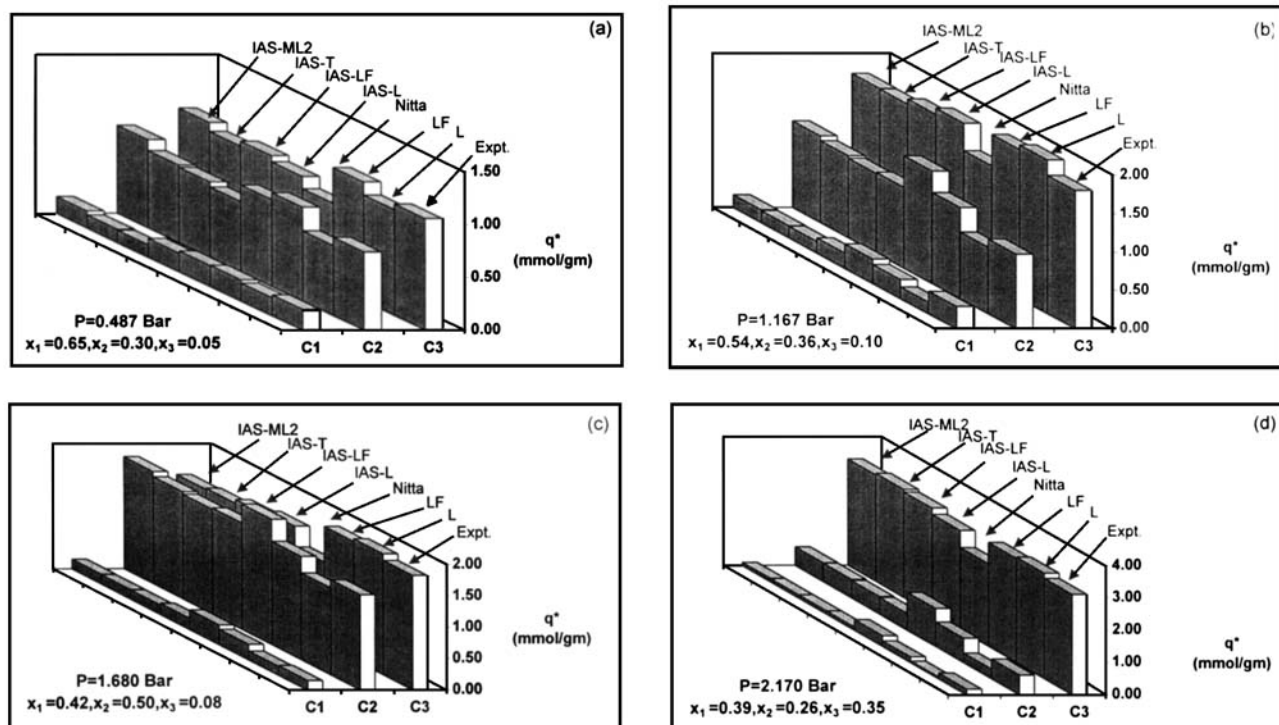 (a)
IAS-ML2
IAS-T
IAS-LF
IAS-L
Nitta
LF
L
Expt.
1.50
1.00
0.50
0.00
q*
(mmol/gm)
P=0.487 Bar
x1 =0.65,x2 =0.30,x3 =0.05
C1 C2 C3
(b)
IAS-ML2
IAS-T
IAS-LF
IAS-L
Nitta
LF
L
Expt.
2.00
1.50
1.00
0.50
0.00
q*
(mmol/gm)
P=1.167 Bar
x1 =0.54,x2 =0.36,x3 =0.10
C1 C2 C3
(c)
IAS-ML2
IAS-T
IAS-LF
IAS-L
Nitta
LF
L
Expt.
2.00
1.50
1.00
0.50
0.00
q*
(mmol/gm)
P=1.680 Bar
x1 =0.42,x2 =0.50,x3 =0.08
C1 C2 C3
(d)
IAS-ML2
IAS-T
IAS-LF
IAS-L
Nitta
LF
L
Expt.
4.00
3.00
2.00
1.00
0.00
q*
(mmol/gm)
P=2.170 Bar
x1 =0.39,x2 =0.26,x3 =0.35
C1 C2 C3